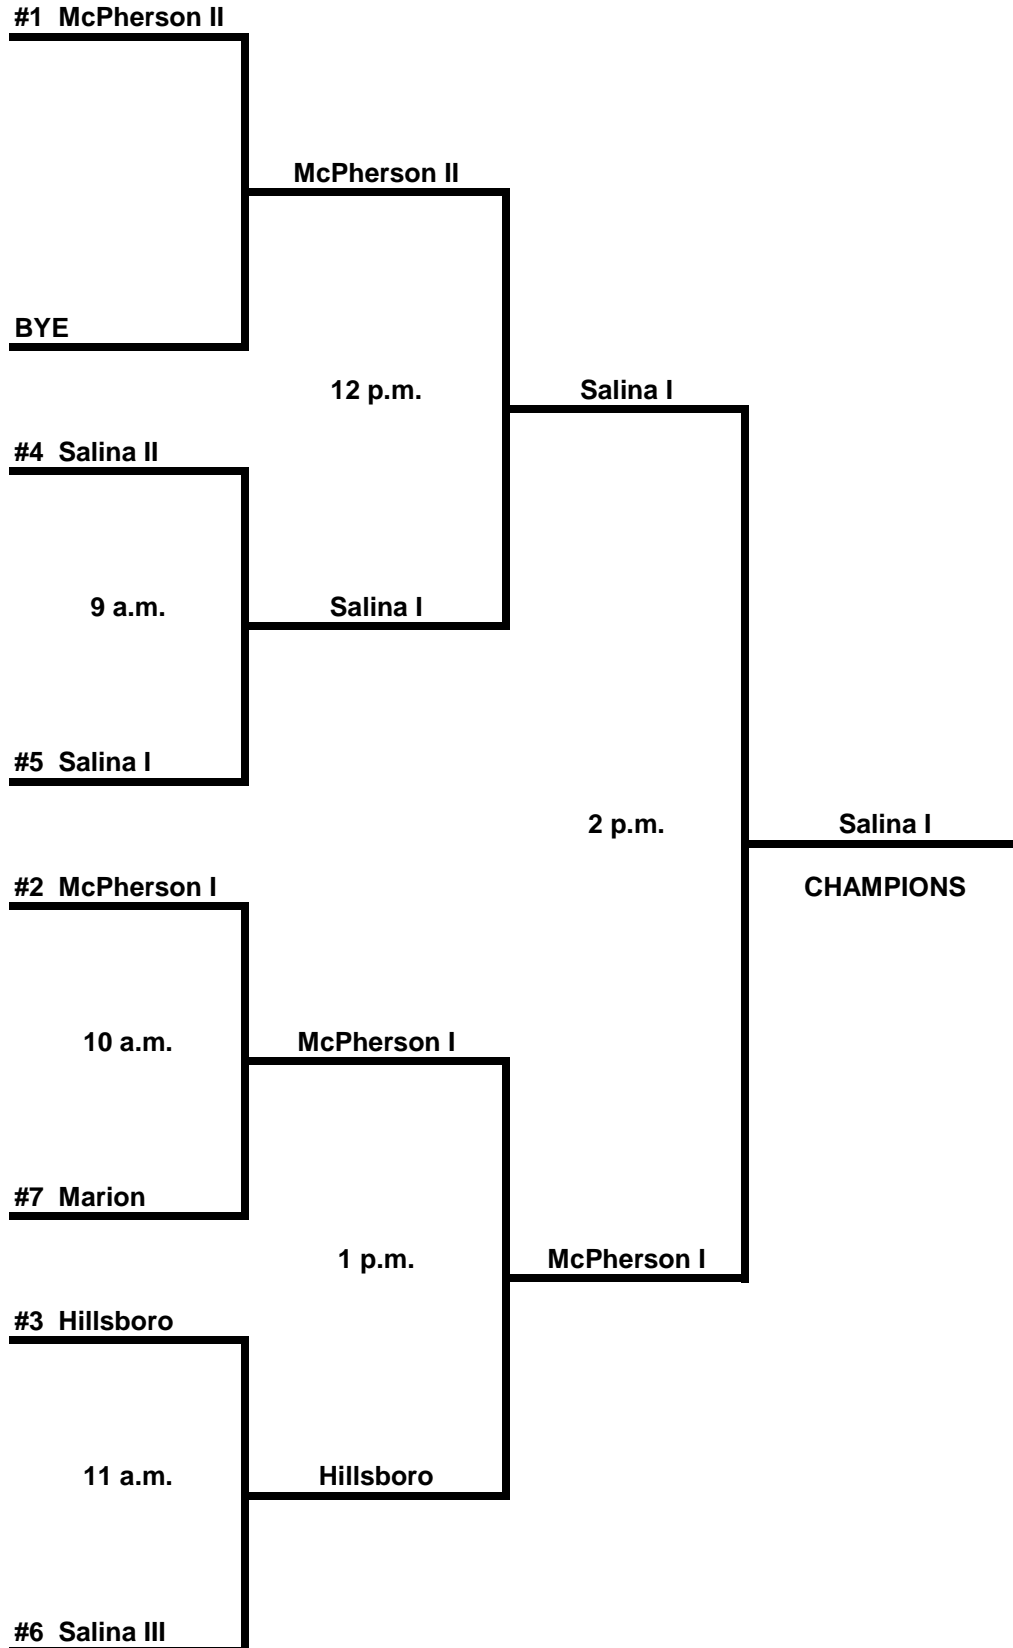 #1 McPherson II
McPherson II
BYE
12 p.m.
Salina I
#4 Salina II
9 a.m.
Salina I
#5 Salina I
2 p.m.
Salina I
#2 McPherson I
CHAMPIONS
10 a.m.
McPherson I
#7 Marion
1 p.m.
McPherson I
#3 Hillsboro
11 a.m.
Hillsboro
#6 Salina III